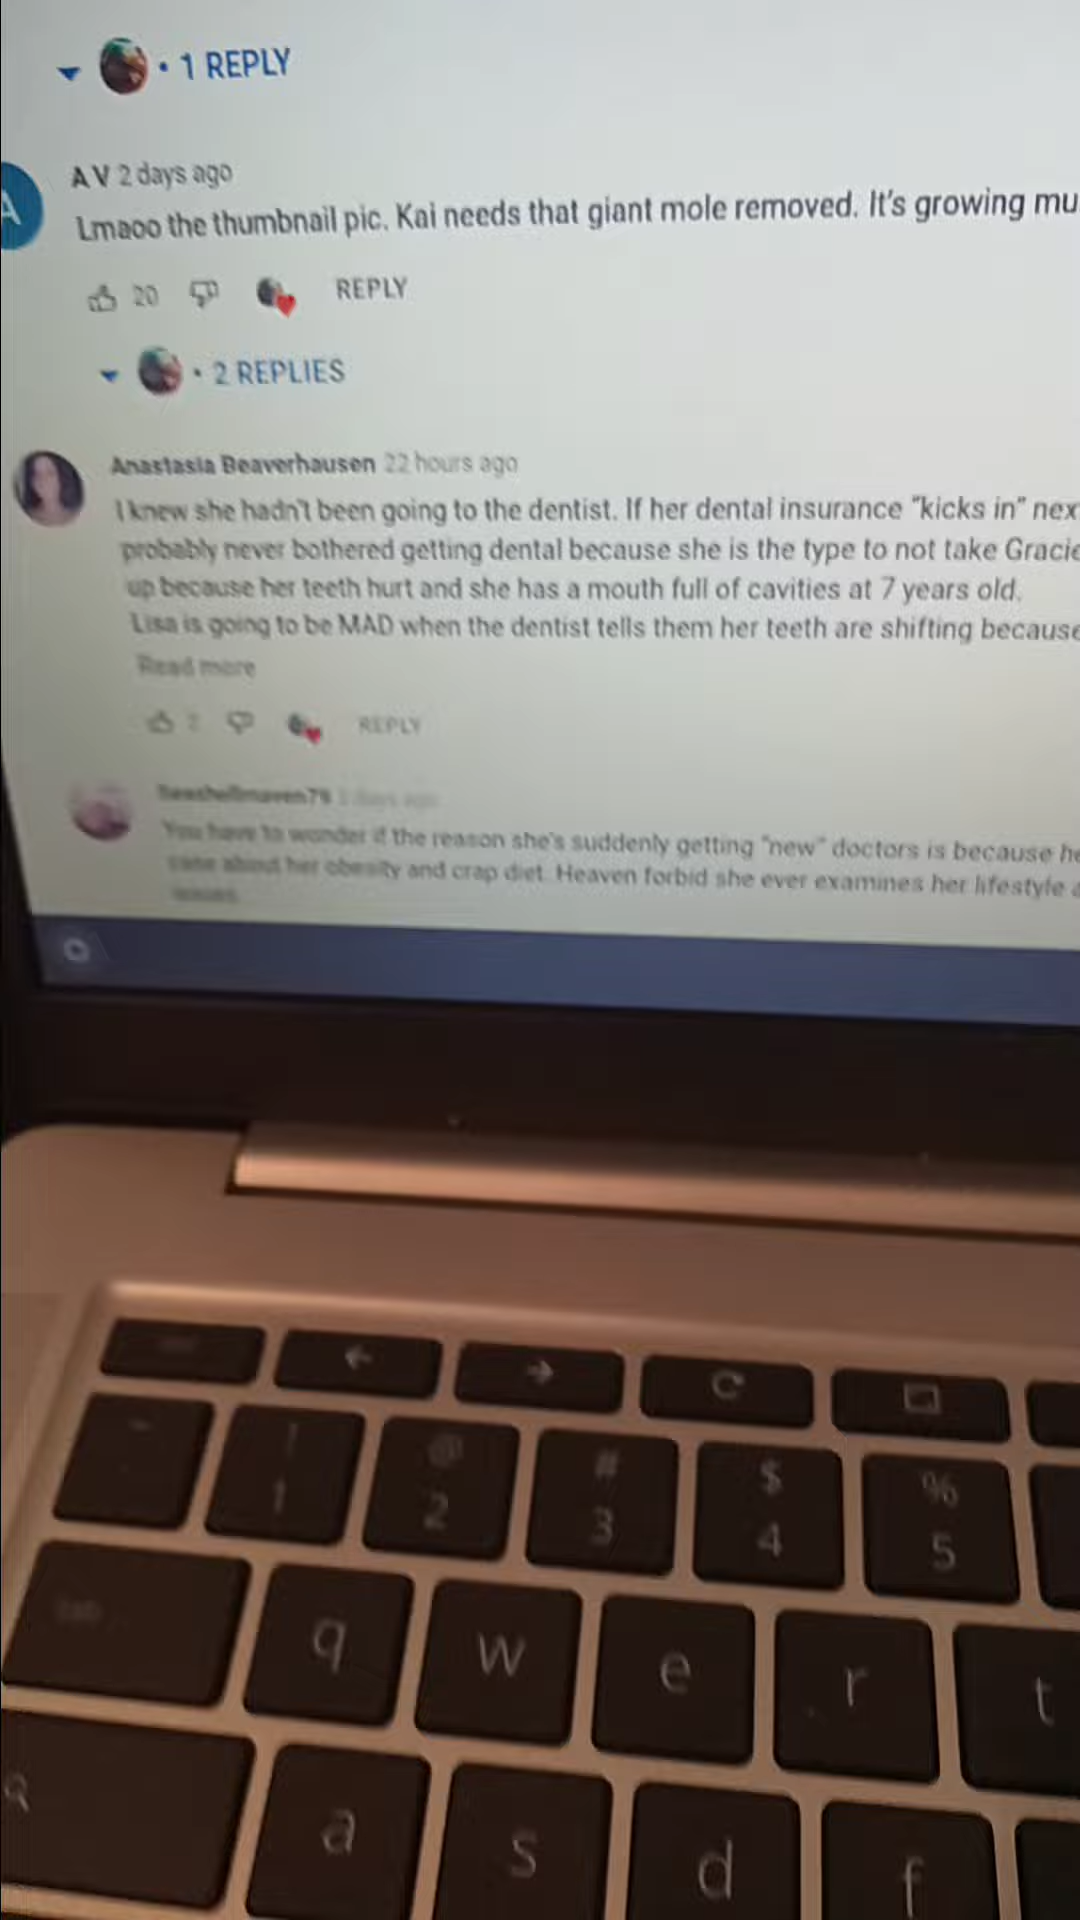 1 REPLY
A
A V 2 days ago
Lmaoo the thumbnail pic. Kai needs that giant mole removed. It's growing mu
20 REPLY
2 REPLIES
Anastasia Beaverhausen 22 hours ago
I knew she hadn't been going to the dentist. If her dental insurance "kicks in" nex
probably never bothered getting dental because she is the type to not take Gracie
up because her teeth hurt and she has a mouth full of cavities at 7 years old.
Lisa is going to be MAD when the dentist tells them her teeth are shifting because
Read more
REPLY
You have to wonder if the reason she's suddenly getting "new" doctors is because he
about her obesity and crap diet. Heaven forbid she ever examines her lifestyle
! @ # $ %
1 2 3 4 5
tab q w e r t
a s d f